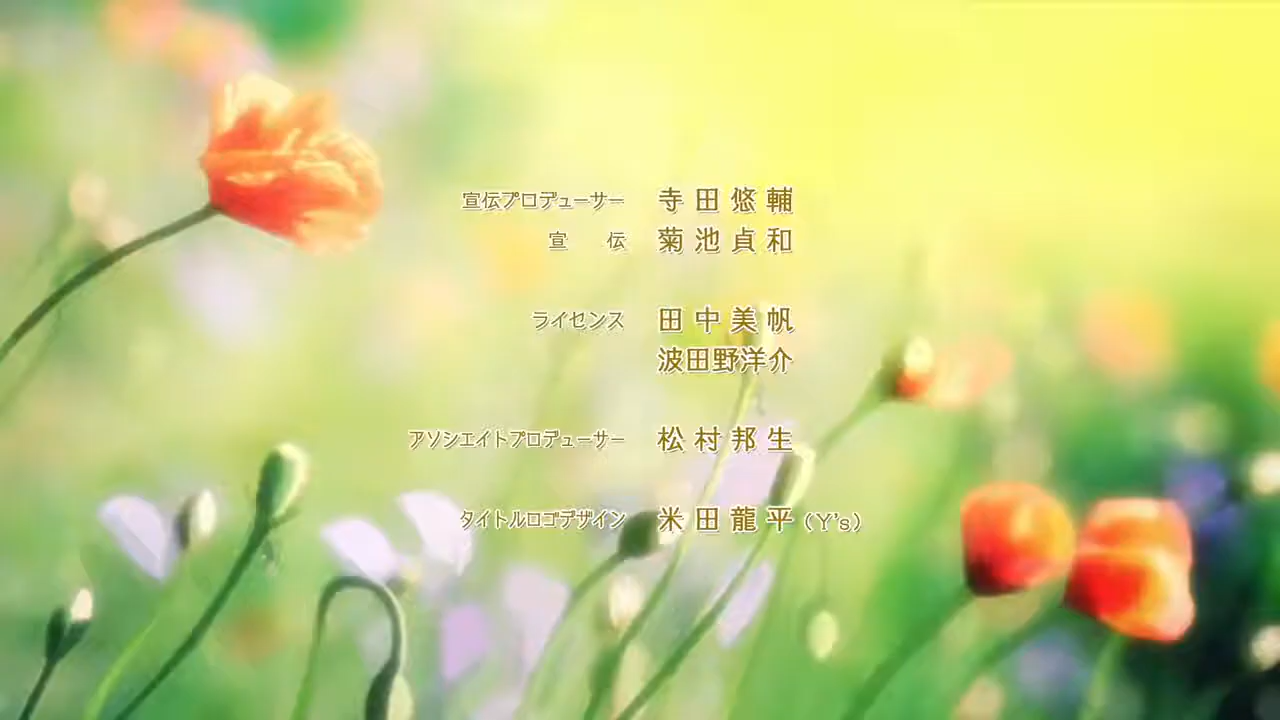 宣伝プロデューサー 寺田悠輔
宣伝 菊池貞和
ライセンス 田中美帆
波田野洋介
アソシエイトプロデューサー 松村邦生
タイトルロゴデザイン 米田龍平(Y's)